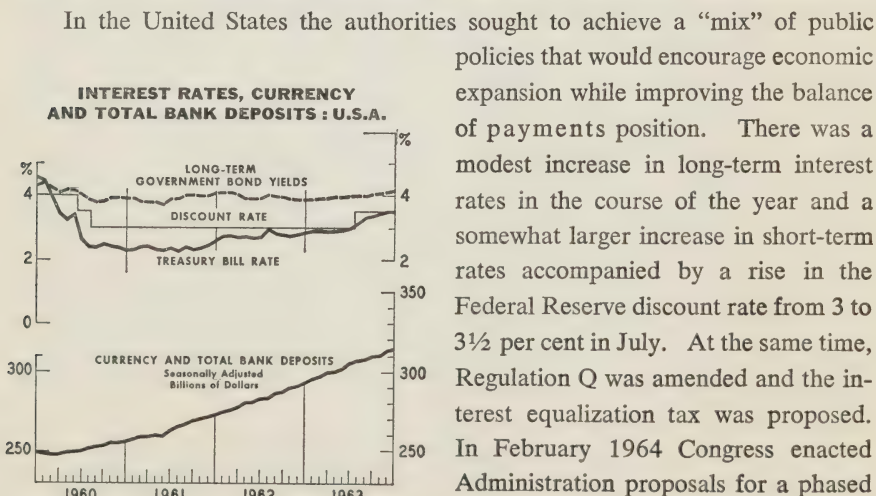 In the United States the authorities sought to achieve a “mix” of public
policies that would encourage economic
expansion while improving the balance
of payments position. There was a
modest increase in long-term interest
rates in the course of the year and a
somewhat larger increase in short-term
rates accompanied by a rise in the
Federal Reserve discount rate from 3 to
3½ per cent in July. At the same time,
Regulation Q was amended and the in-
terest equalization tax was proposed.
In February 1964 Congress enacted
Administration proposals for a phased
INTEREST RATES, CURRENCY
AND TOTAL BANK DEPOSITS : U.S.A.
%
%
LONG-TERM
GOVERNMENT BOND YIELDS
4
4
DISCOUNT RATE
2
2
TREASURY BILL RATE
350
0
CURRENCY AND TOTAL BANK DEPOSITS
Seasonally Adjusted
Billions of Dollars
300
300
250
250
1960 1961 1962 1963